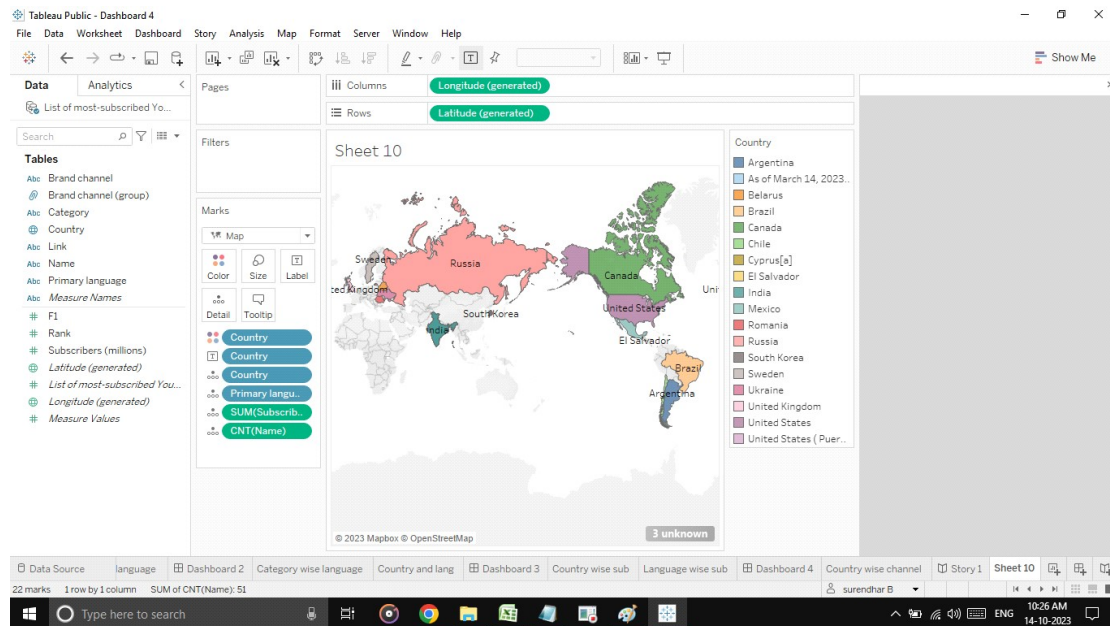 Tableau Public - Dashboard 4
File Data Worksheet Dashboard Story Analysis Map Format Server Window Help
Show Me
Data Analytics
List of most-subscribed Yo...
Search
Tables
Abc Brand channel
Brand channel (group)
Abc Category
Country
Abc Link
Abc Name
Abc Primary language
Abc Measure Names
# F1
# Rank
# Subscribers (millions)
Latitude (generated)
# List of most-subscribed You...
Longitude (generated)
# Measure Values
Pages
Filters
Marks
Map
Color Size Label
Detail Tooltip
Country
Country
Country
Primary langu..
SUM(Subscrib..
CNT(Name)
Columns Longitude (generated)
Rows Latitude (generated)
Sheet 10
Sweden
Russia
Canada
ted Kingdom
Uni
South Korea
United States
India
El Salvador
Brazil
Argentina
3 unknown
© 2023 Mapbox © OpenStreetMap
Country
Argentina
As of March 14, 2023..
Belarus
Brazil
Canada
Chile
Cyprus[a]
El Salvador
India
Mexico
Romania
Russia
South Korea
Sweden
Ukraine
United Kingdom
United States
United States ( Puer..
Data Source language Dashboard 2 Category wise language Country and lang Dashboard 3 Country wise sub Language wise sub Dashboard 4 Country wise channel Story 1 Sheet 10
22 marks 1 row by 1 column SUM of CNT(Name): 51 surendhar B
Type here to search ENG 10:26 AM
14-10-2023